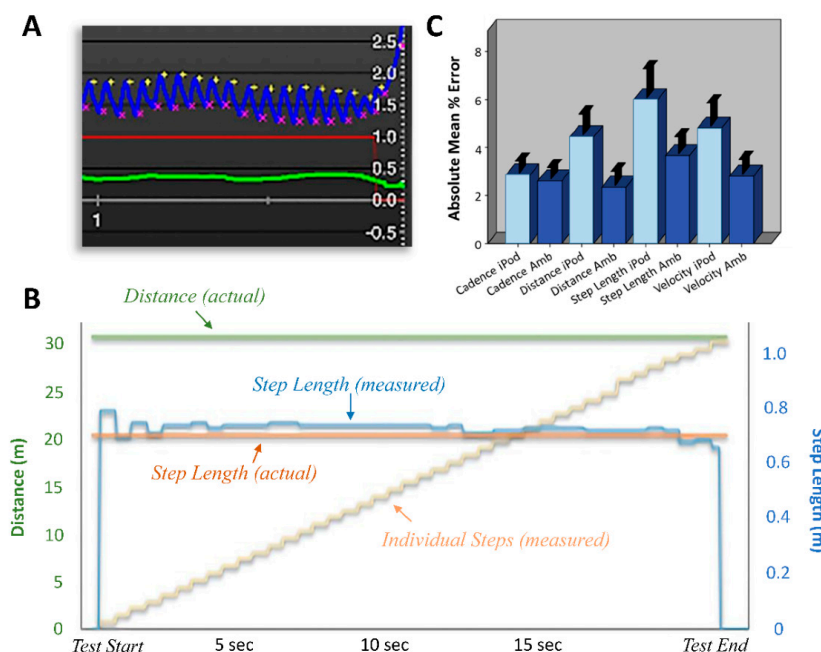 A
2.5
2.0
1.5
1.0
0.5
0.0
-0.5
1
C
Absolute Mean % Error
8
6
4
2
0
Cadence iPod
Cadence Amb
Distance iPod
Distance Amb
Step Length iPod
Step Length Amb
Velocity iPod
Velocity Amb
B
Distance (actual)
Step Length (measured)
Step Length (actual)
Individual Steps (measured)
Distance (m)
30
25
20
15
10
5
0
Step Length (m)
1.0
0.8
0.6
0.4
0.2
0
Test Start
5 sec
10 sec
15 sec
Test End